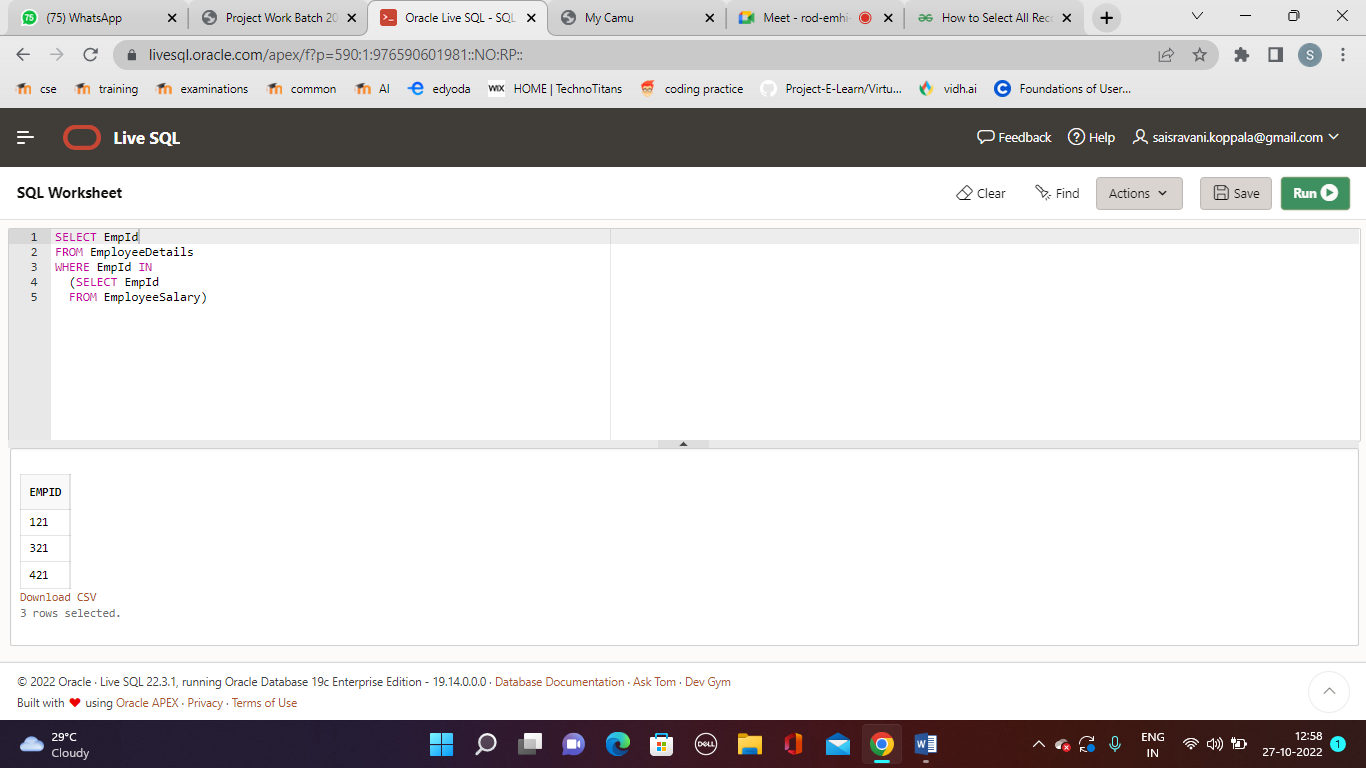 75 (75) WhatsApp Project Work Batch 20 Oracle Live SQL - SQL My Camu Meet - rod-emhi- How to Select All Rec
livesql.oracle.com/apex/f?p=590:1:976590601981::NO:RP:: S
cse training examinations common AI edyoda WIX HOME | TechnoTitans coding practice Project-E-Learn/Virtu... vidh.ai C Foundations of User...
Live SQL Feedback ? Help saisravani.koppala@gmail.com
SQL Worksheet Clear Find Actions Save Run
1 SELECT EmpId
2 FROM EmployeeDetails
3 WHERE EmpId IN
4 (SELECT EmpId
5 FROM EmployeeSalary)
EMPID
121
321
421
Download CSV
3 rows selected.
© 2022 Oracle · Live SQL 22.3.1, running Oracle Database 19c Enterprise Edition - 19.14.0.0.0 · Database Documentation · Ask Tom · Dev Gym
Built with ❤ using Oracle APEX · Privacy · Terms of Use
29°C
Cloudy
DELL
W
ENG
IN
12:58
27-10-2022
1